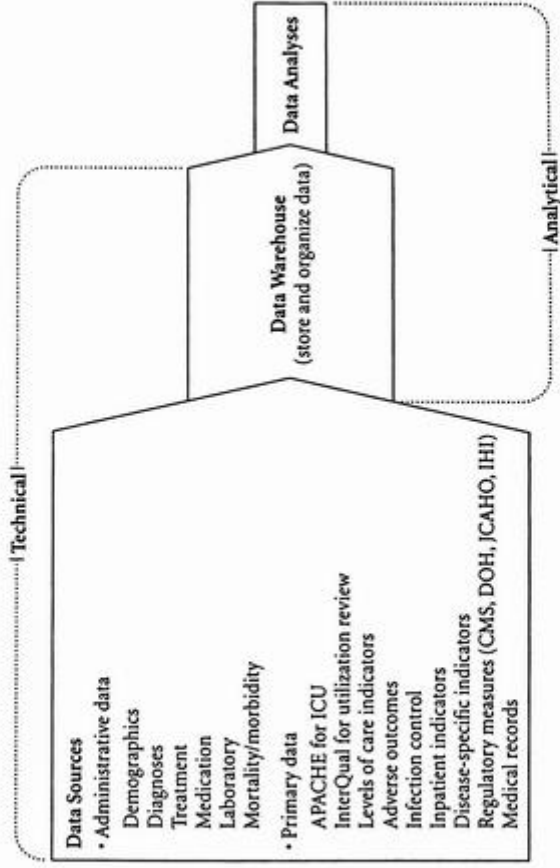 Technical
Data Sources
• Administrative data
Demographics
Diagnoses
Treatment
Medication
Laboratory
Mortality/morbidity
• Primary data
APACHE for ICU
InterQual for utilization review
Levels of care indicators
Adverse outcomes
Infection control
Inpatient indicators
Disease-specific indicators
Regulatory measures (CMS, DOH, JCAHO, IHI)
Medical records
Data Warehouse
(store and organize data)
Data Analyses
Analytical